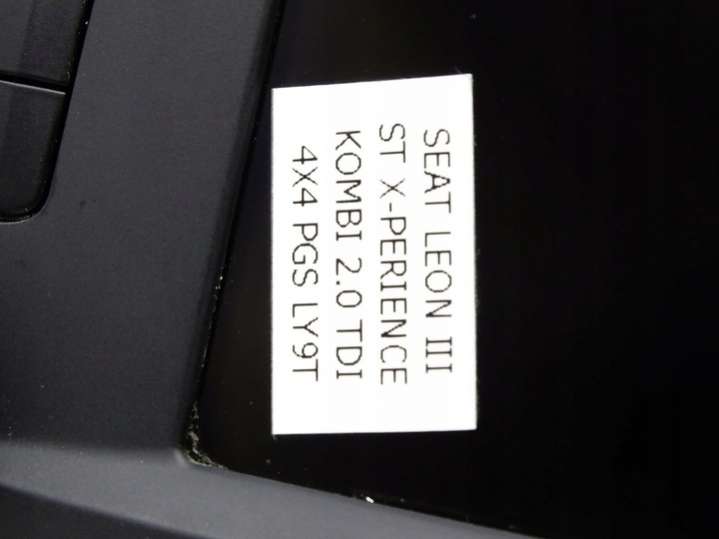 SEAT LEON III
ST X-PERIENCE
KOMBI 2.0 TDI
4X4 PGS LY9T